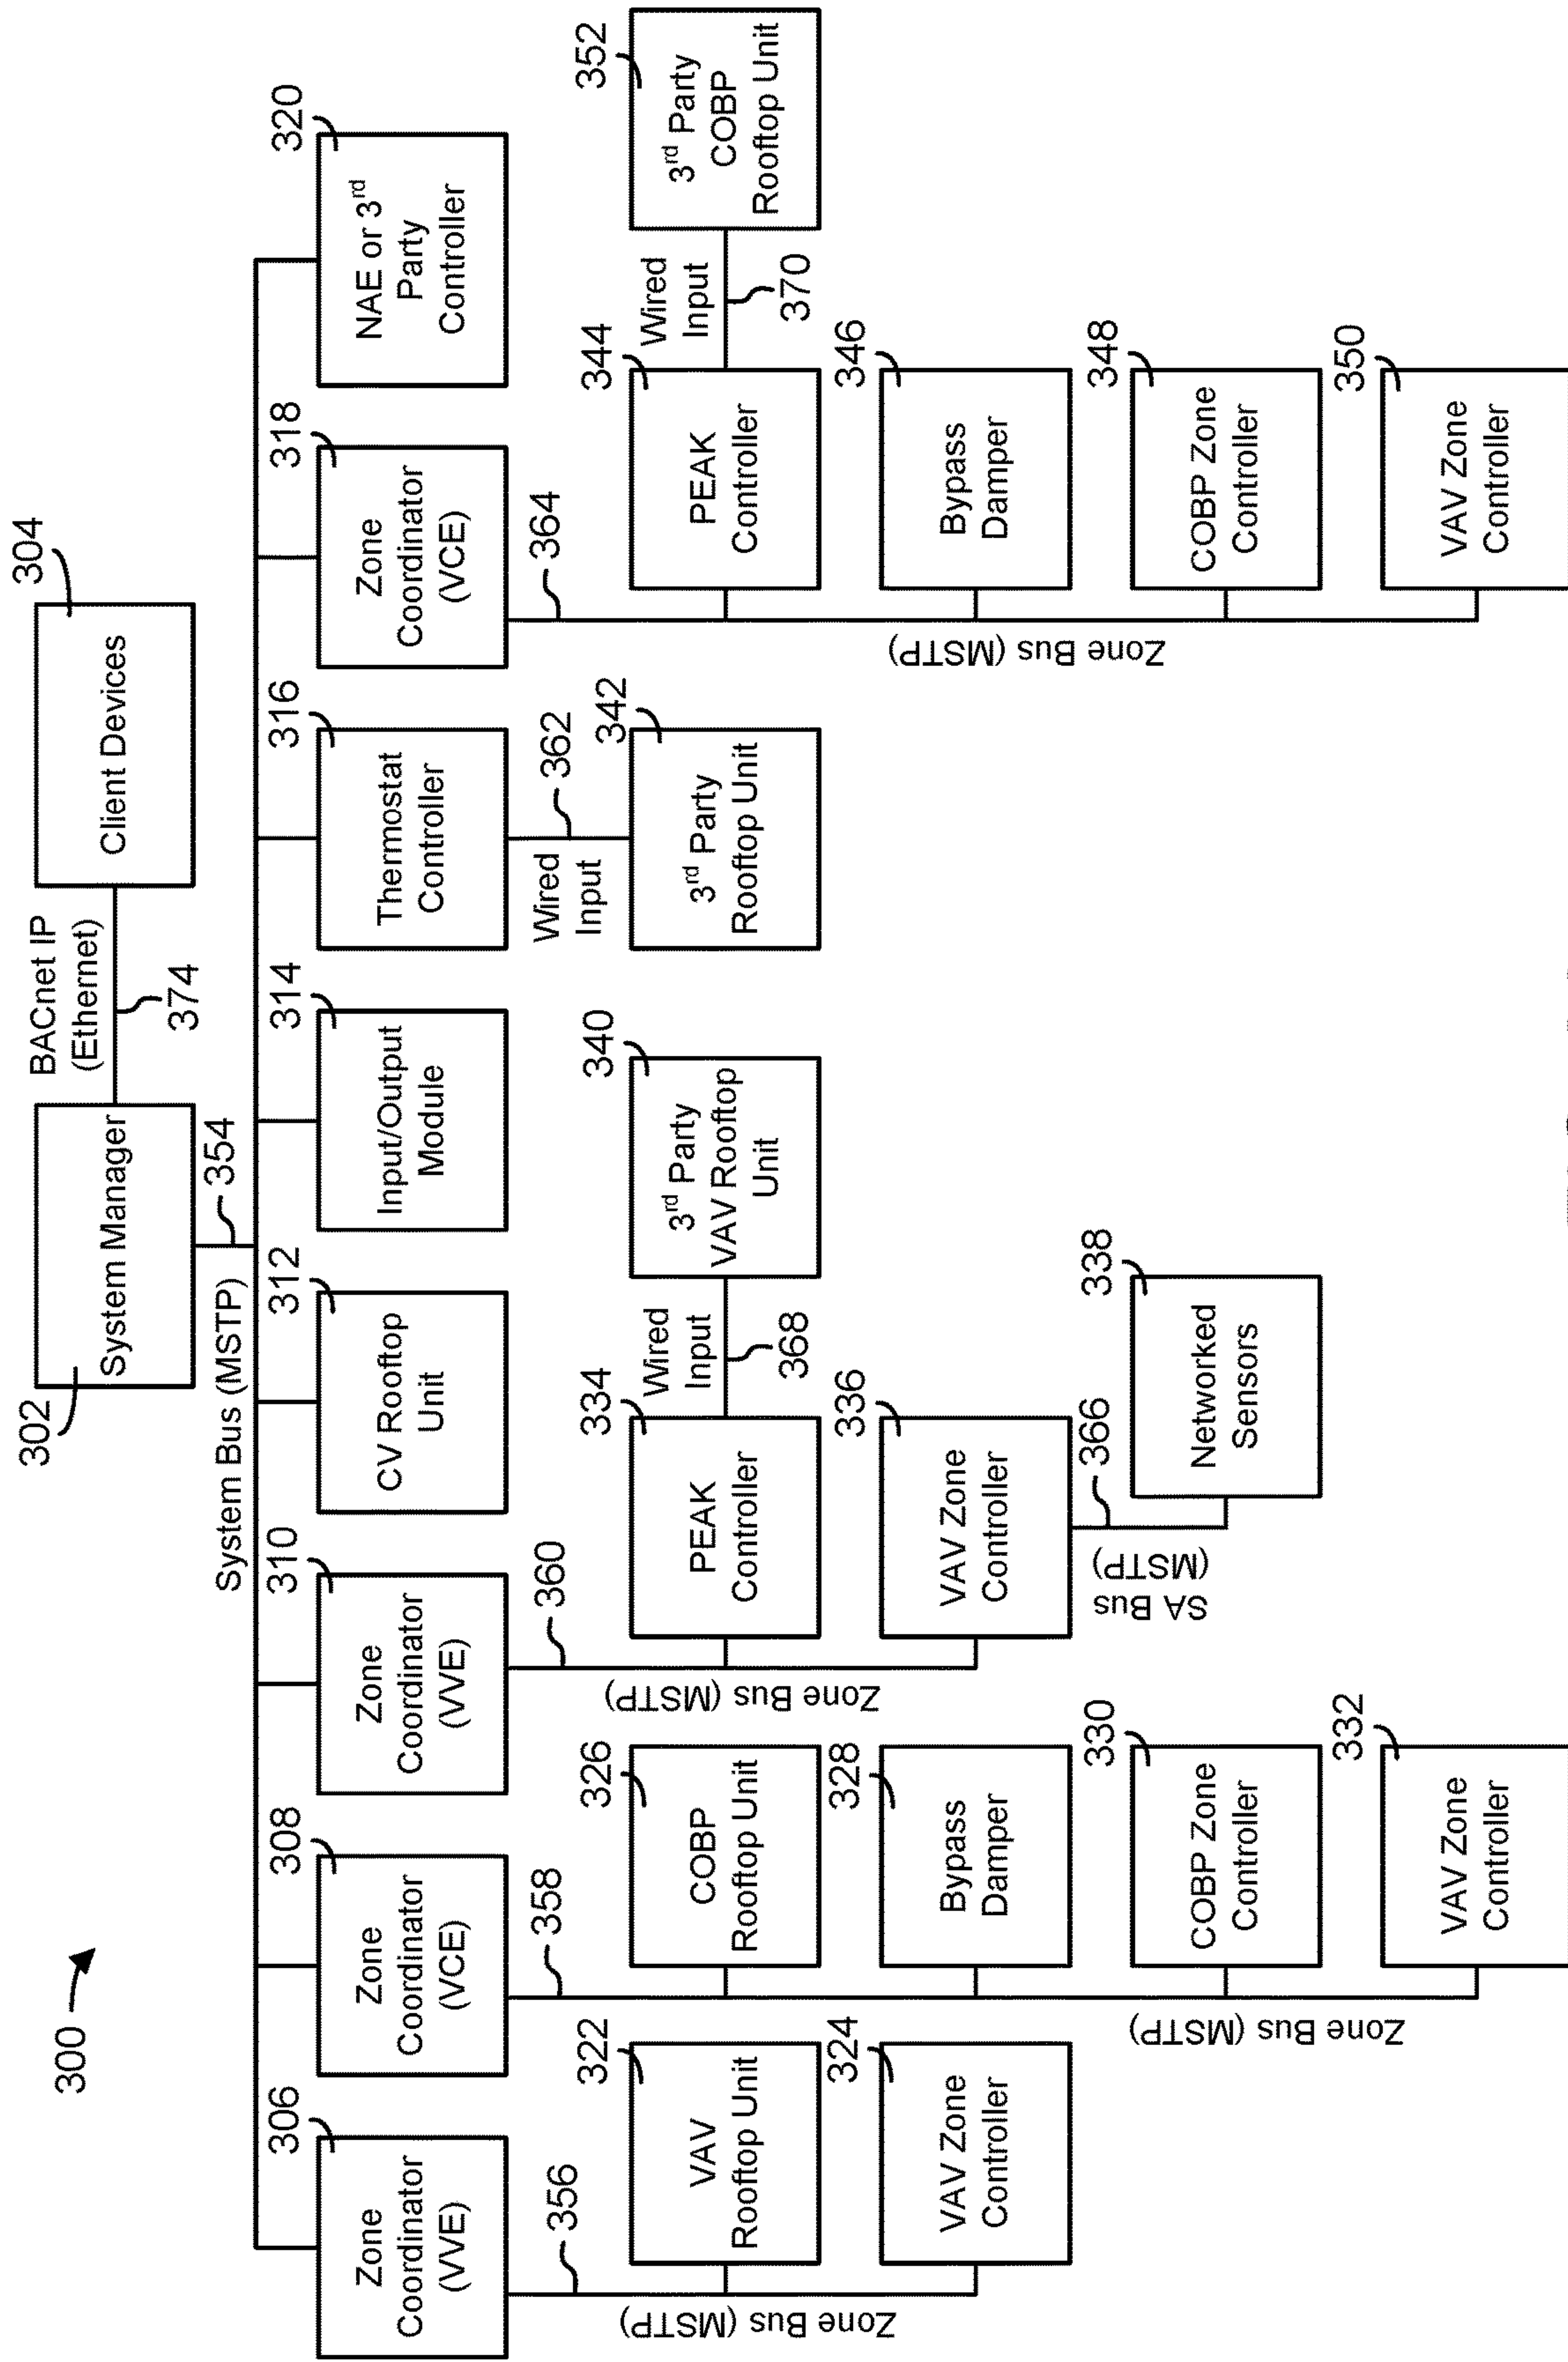 300
302
System Manager
BACnet IP
(Ethernet)
374
304
Client Devices
354
System Bus (MSTP)
306
Zone
Coordinator
(VVE)
308
Zone
Coordinator
(VCE)
310
Zone
Coordinator
(VVE)
312
CV Rooftop
Unit
314
Input/Output
Module
316
Thermostat
Controller
318
Zone
Coordinator
(VCE)
320
NAE or 3rd
Party
Controller
356
Zone Bus (MSTP)
322
VAV
Rooftop Unit
324
VAV Zone
Controller
358
Zone Bus (MSTP)
326
COBP
Rooftop Unit
328
Bypass
Damper
330
COBP Zone
Controller
332
VAV Zone
Controller
360
Zone Bus (MSTP)
334
PEAK
Controller
Wired
Input
368
340
3rd Party
VAV Rooftop
Unit
336
VAV Zone
Controller
366
SA Bus
(MSTP)
338
Networked
Sensors
362
Wired
Input
342
3rd Party
Rooftop Unit
364
Zone Bus (MSTP)
344
PEAK
Controller
Wired
Input
370
352
3rd Party
COBP
Rooftop Unit
346
Bypass
Damper
348
COBP Zone
Controller
350
VAV Zone
Controller